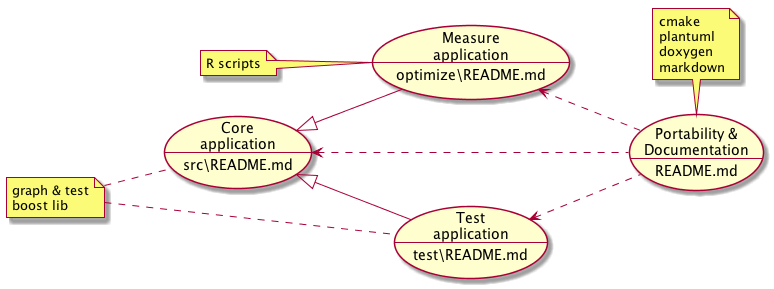 cmake
plantuml
doxygen
markdown
Measure
application
optimize\README.md
R scripts
Core
application
src\README.md
Portability &
Documentation
README.md
graph & test
boost lib
Test
application
test\README.md